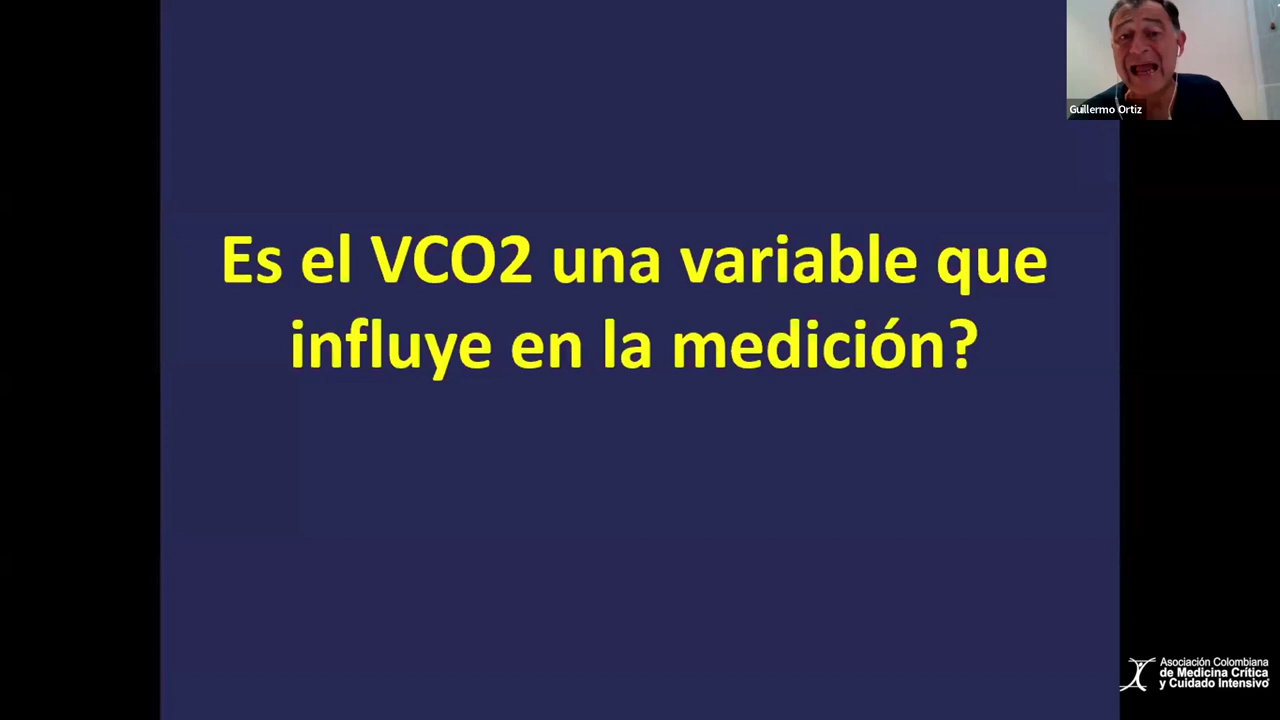 Guillermo Ortiz
Es el VCO2 una variable que
influye en la medición?
Asociación Colombiana
de Medicina Crítica
y Cuidado Intensivo